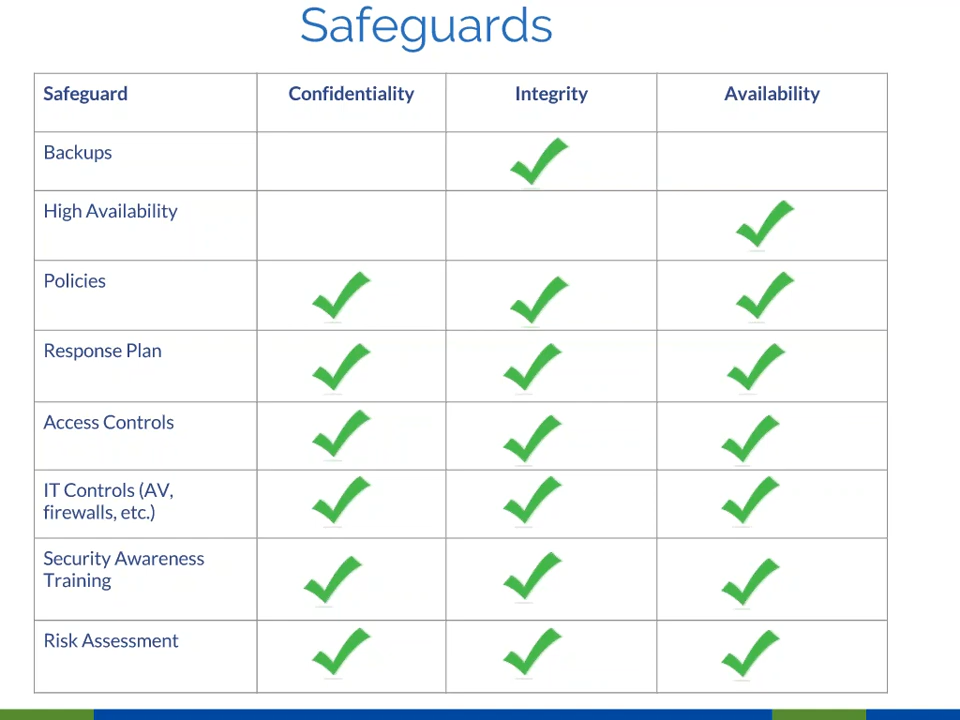 Safeguards
Safeguard Confidentiality Integrity Availability
Backups
High Availability
Policies
Response Plan
Access Controls
IT Controls (AV,
firewalls, etc.)
Security Awareness
Training
Risk Assessment